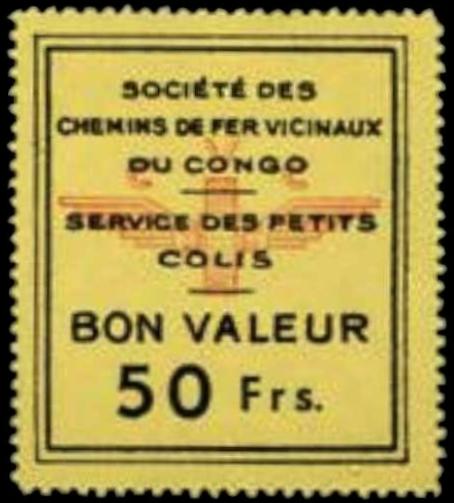 SOCIÉTÉ DES
CHEMINS DE FER VICINAUX
DU CONGO
SERVICE DES PETITS
COLIS
BON VALEUR
50 Frs.